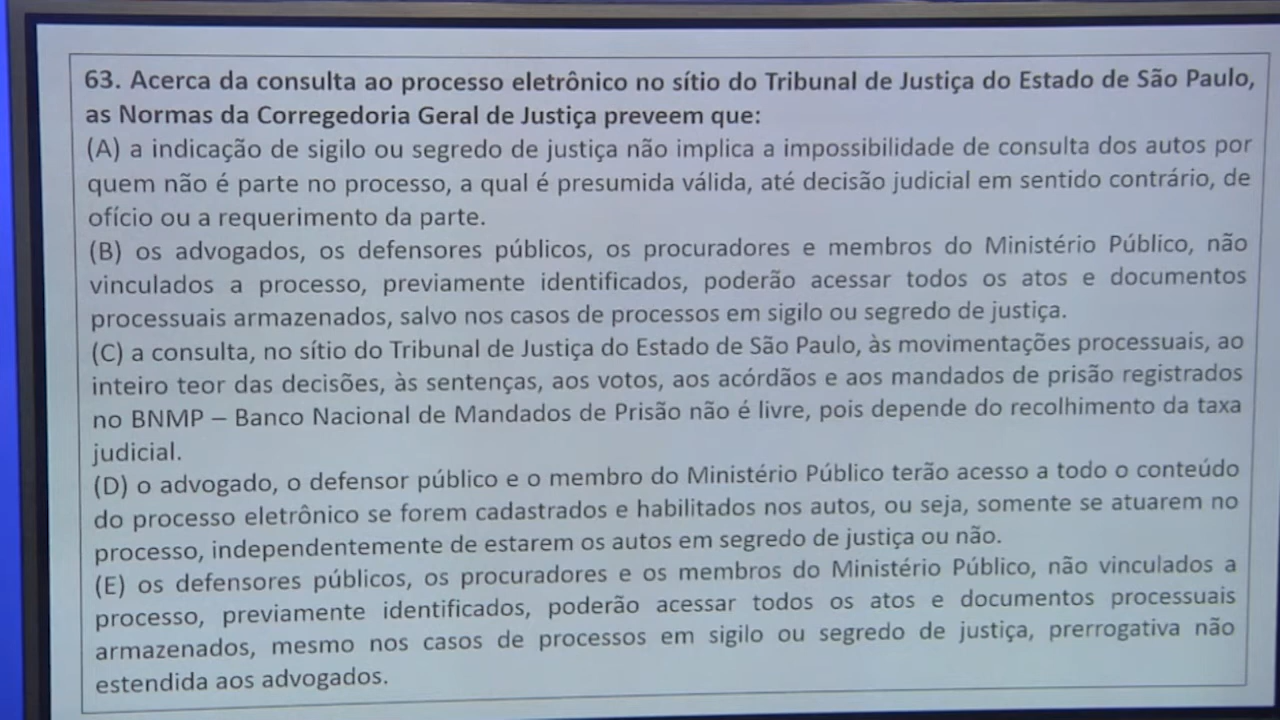 63. Acerca da consulta ao processo eletrônico no sítio do Tribunal de Justiça do Estado de São Paulo,
as Normas da Corregedoria Geral de Justiça preveem que:
(A) a indicação de sigilo ou segredo de justiça não implica a impossibilidade de consulta dos autos por
quem não é parte no processo, a qual é presumida válida, até decisão judicial em sentido contrário, de
ofício ou a requerimento da parte.
(B) os advogados, os defensores públicos, os procuradores e membros do Ministério Público, não
vinculados a processo, previamente identificados, poderão acessar todos os atos e documentos
processuais armazenados, salvo nos casos de processos em sigilo ou segredo de justiça.
(C) a consulta, no sítio do Tribunal de Justiça do Estado de São Paulo, às movimentações processuais, ao
inteiro teor das decisões, às sentenças, aos votos, aos acórdãos e aos mandados de prisão registrados
no BNMP – Banco Nacional de Mandados de Prisão não é livre, pois depende do recolhimento da taxa
judicial.
(D) o advogado, o defensor público e o membro do Ministério Público terão acesso a todo o conteúdo
do processo eletrônico se forem cadastrados e habilitados nos autos, ou seja, somente se atuarem no
processo, independentemente de estarem os autos em segredo de justiça ou não.
(E) os defensores públicos, os procuradores e os membros do Ministério Público, não vinculados a
processo, previamente identificados, poderão acessar todos os atos e documentos processuais
armazenados, mesmo nos casos de processos em sigilo ou segredo de justiça, prerrogativa não
estendida aos advogados.